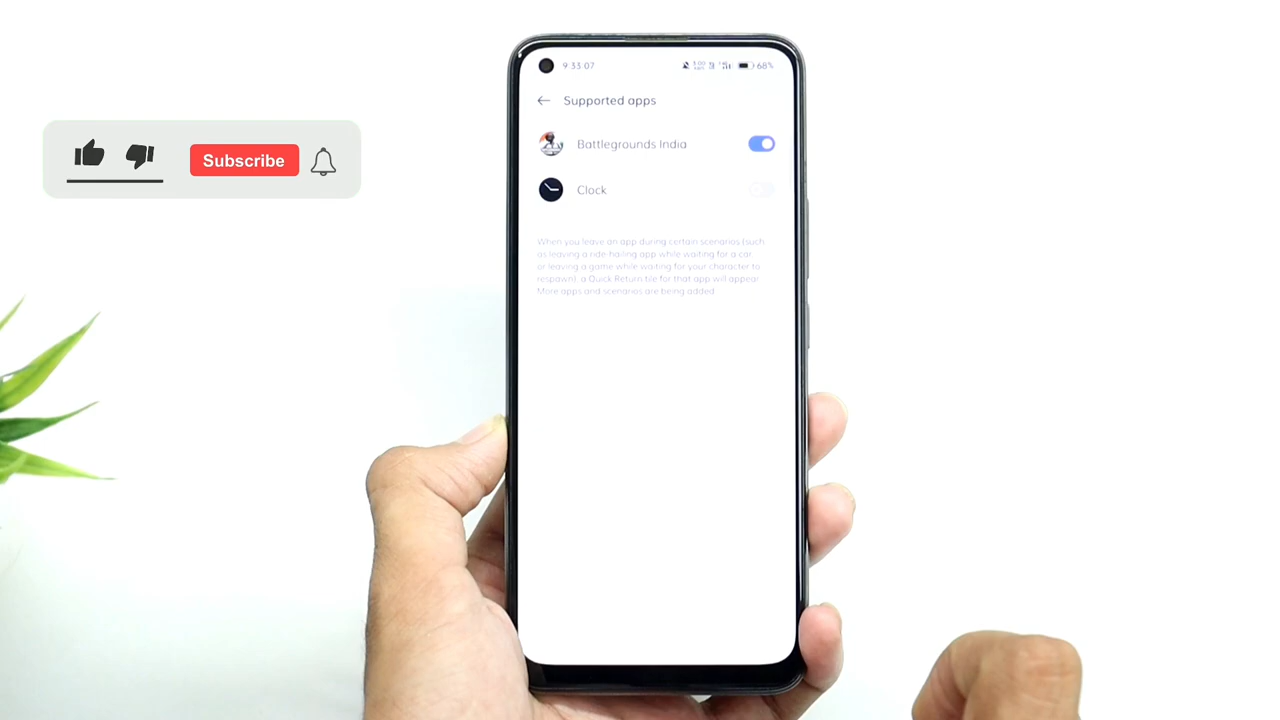 9:33:07
68%
Supported apps
Battlegrounds India
Subscribe
Clock
When you leave an app during certain scenarios (such
as leaving a ride-hailing app while waiting for a car
or leaving a game while waiting for your character to
respawn), a Quick Return tile for that app will appear.
More apps and scenarios are being added.